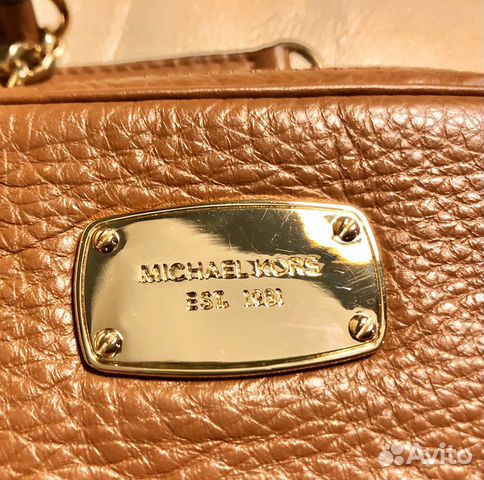 MICHAEL KORS
EST. 1981
Avito